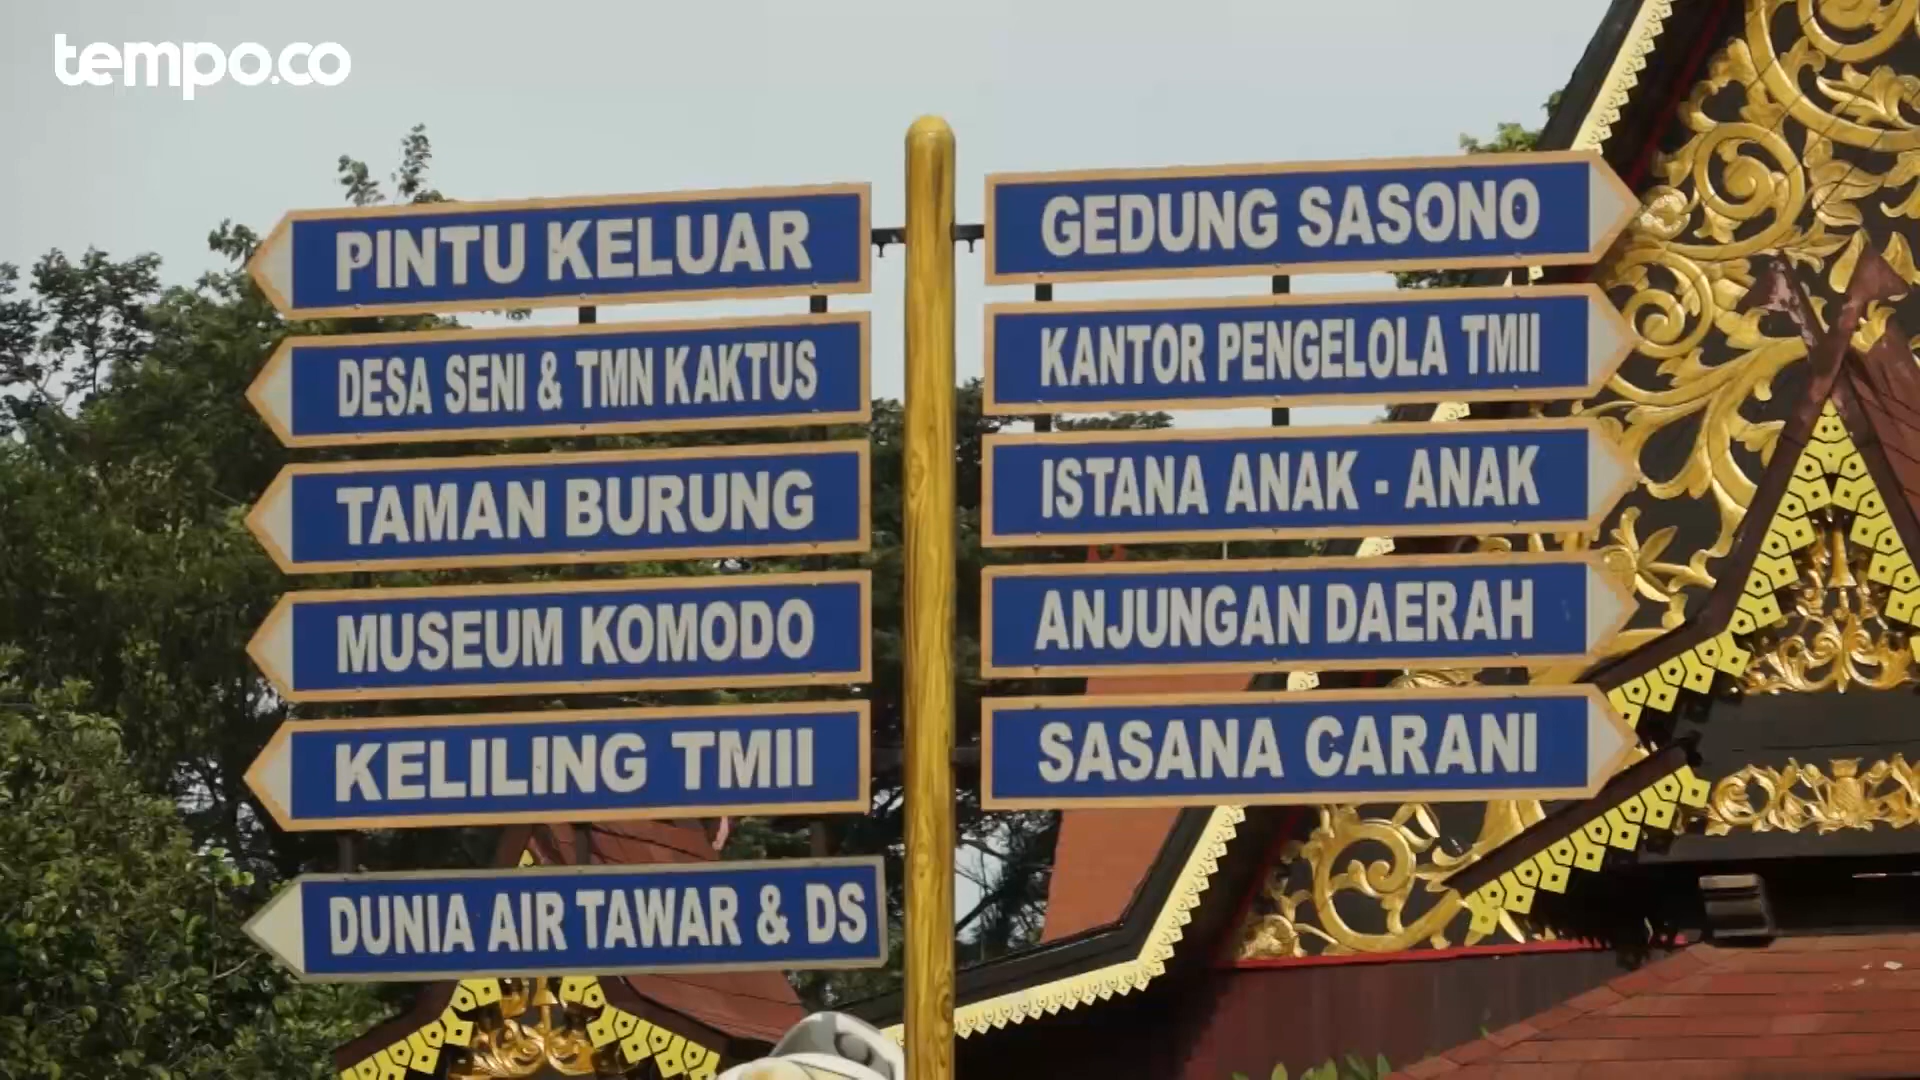 tempo.co
PINTU KELUAR
DESA SENI & TMN KAKTUS
TAMAN BURUNG
MUSEUM KOMODO
KELILING TMII
DUNIA AIR TAWAR & DS
GEDUNG SASONO
KANTOR PENGELOLA TMII
ISTANA ANAK - ANAK
ANJUNGAN DAERAH
SASANA CARANI